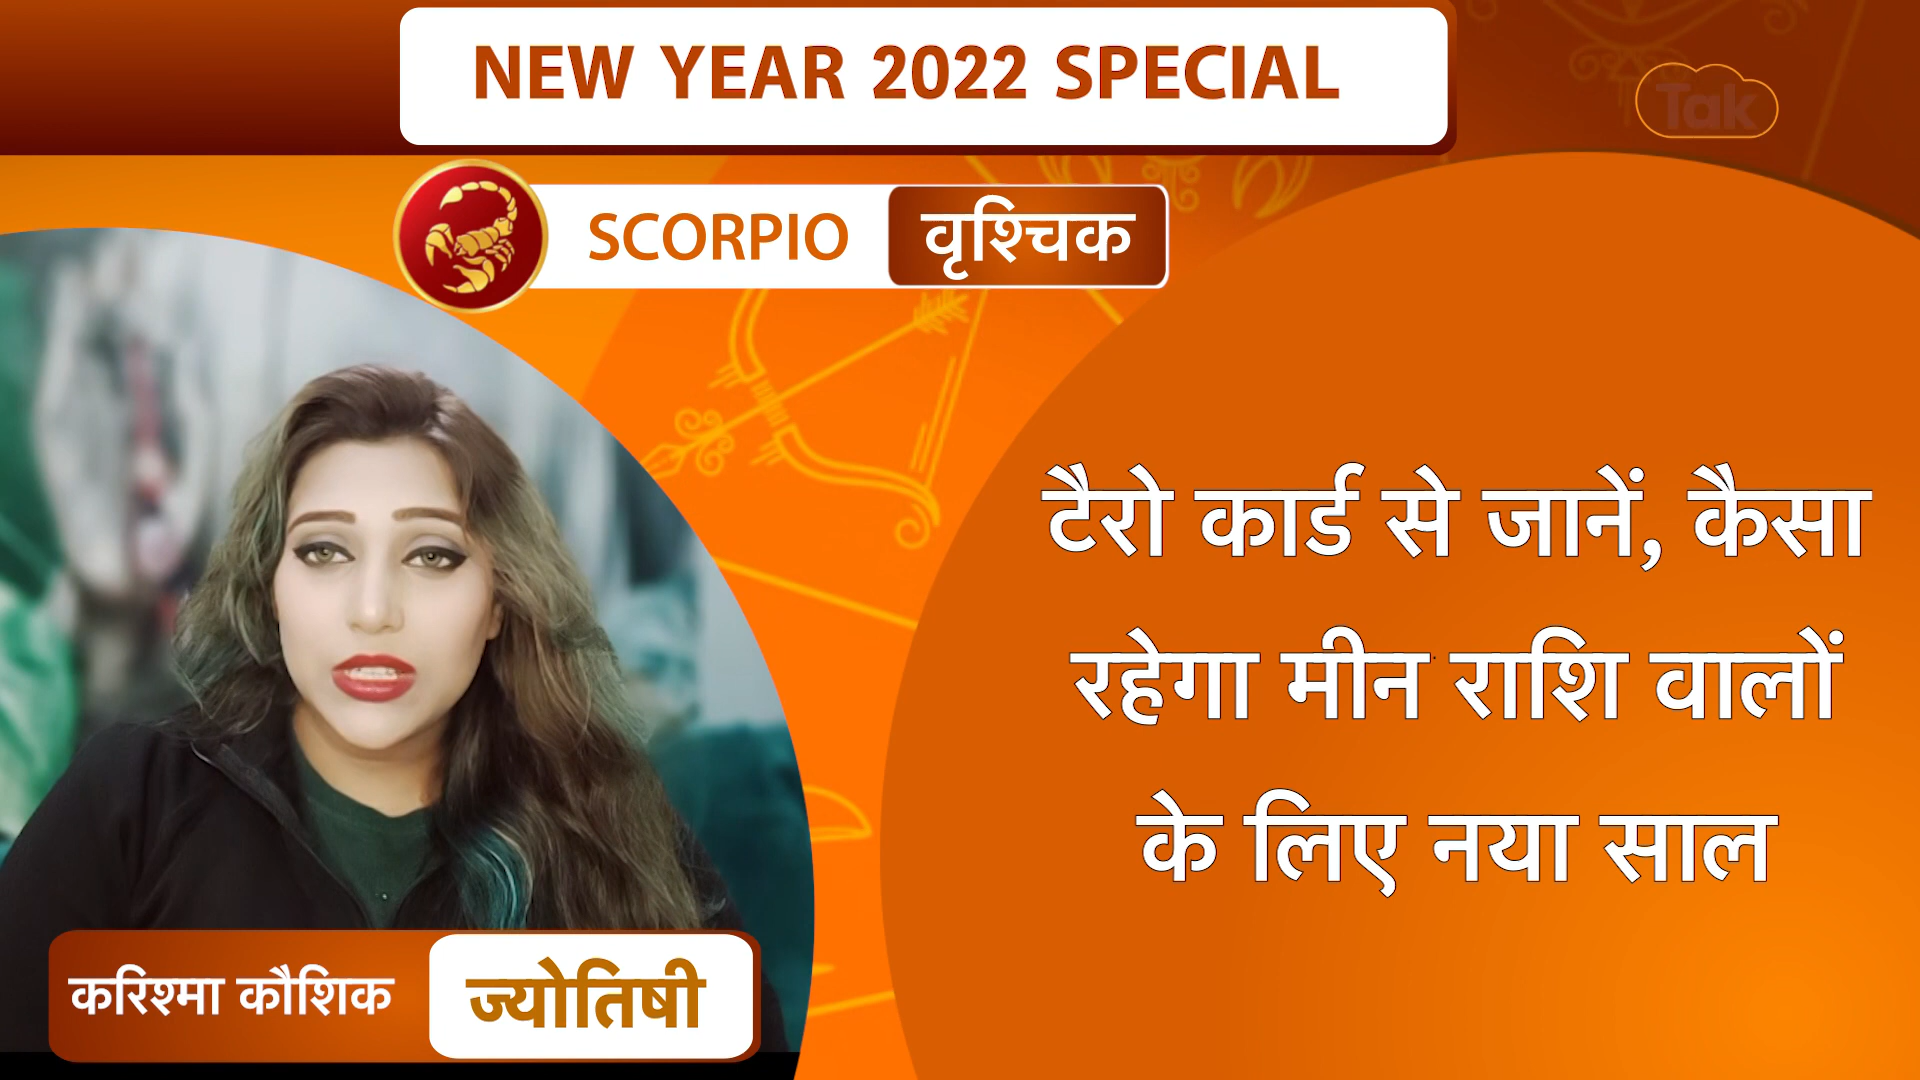 NEW YEAR 2022 SPECIAL
Tak
SCORPIO वृश्चिक
टैरो कार्ड से जानें, कैसा
रहेगा मीन राशि वालों
के लिए नया साल
करिश्मा कौशिक ज्योतिषी